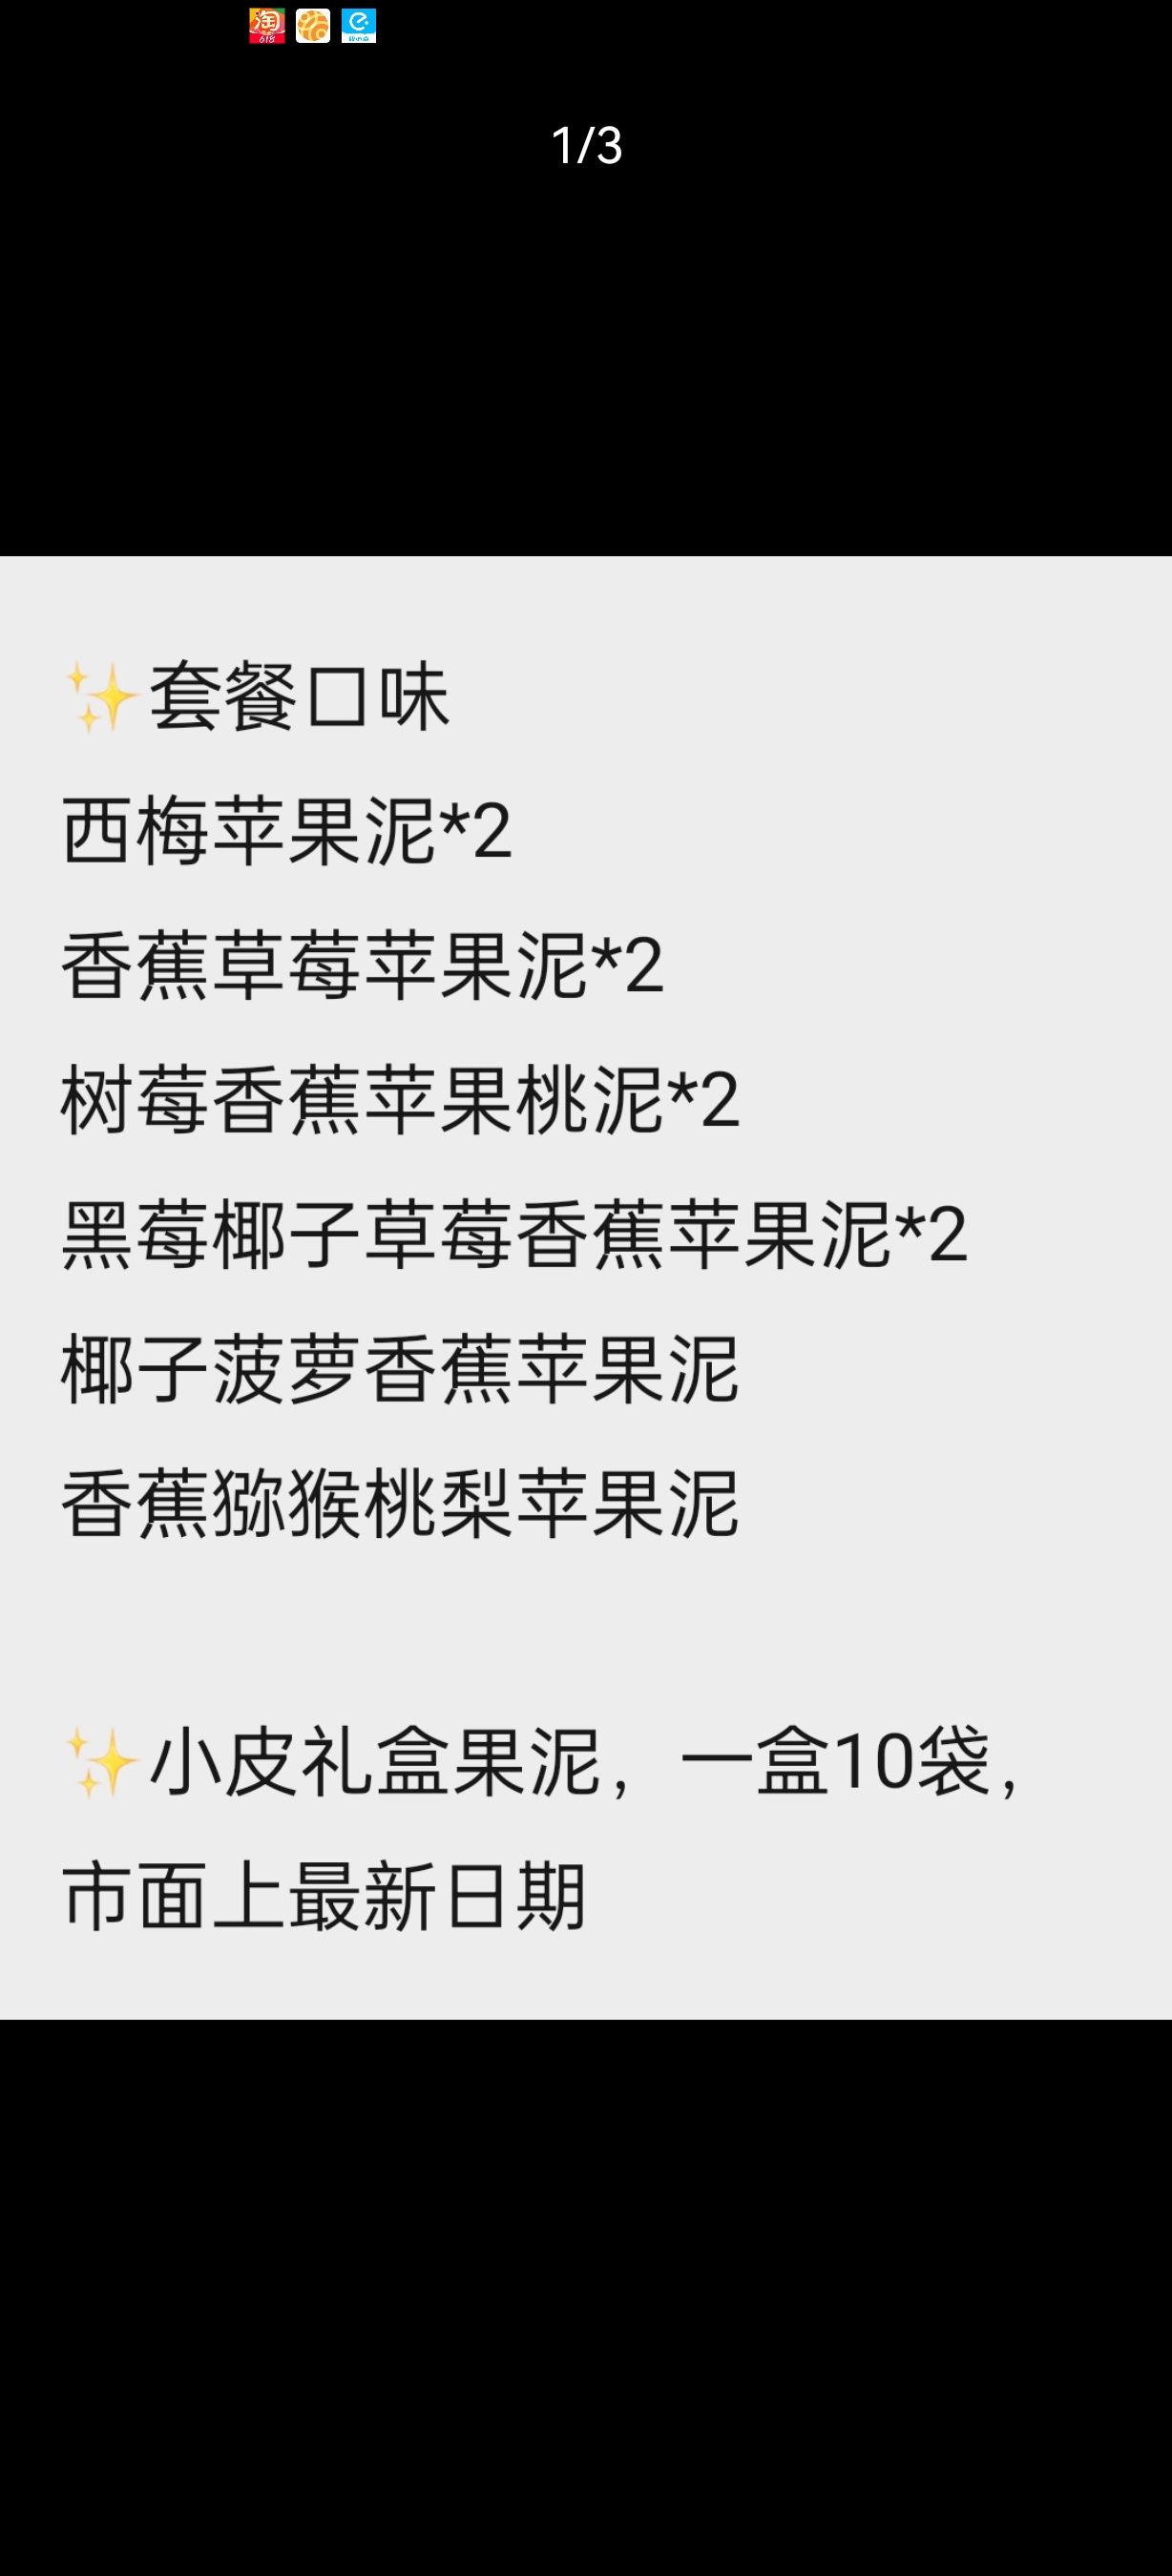 淘
618
1/3
✨套餐口味
西梅苹果泥*2
香蕉草莓苹果泥*2
树莓香蕉苹果桃泥*2
黑莓椰子草莓香蕉苹果泥*2
椰子菠萝香蕉苹果泥
香蕉猕猴桃梨苹果泥
✨小皮礼盒果泥，一盒10袋，
市面上最新日期